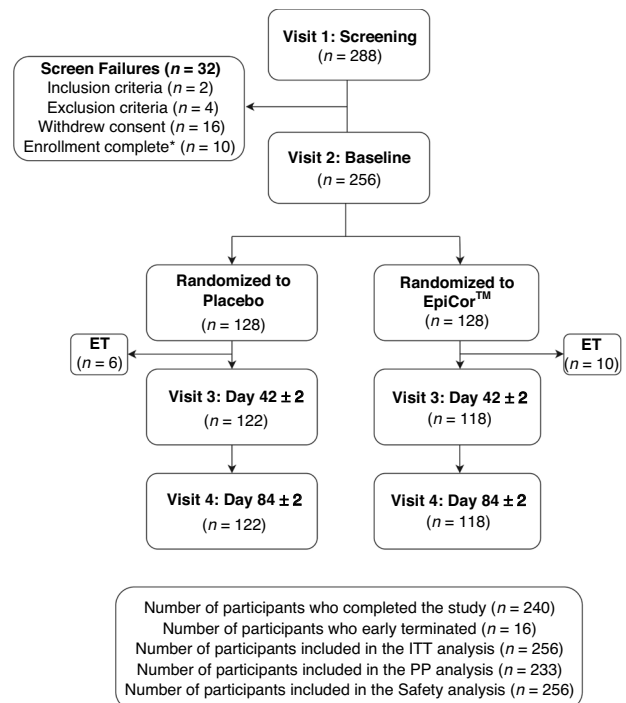 Visit 1: Screening
(n = 288)
Screen Failures (n = 32)
Inclusion criteria (n = 2)
Exclusion criteria (n = 4)
Withdrew consent (n = 16)
Enrollment complete* (n = 10)
Visit 2: Baseline
(n = 256)
Randomized to
Placebo
(n = 128)
Randomized to
EpiCor™
(n = 128)
ET
(n = 6)
ET
(n = 10)
Visit 3: Day 42 ± 2
(n = 122)
Visit 3: Day 42 ± 2
(n = 118)
Visit 4: Day 84 ± 2
(n = 122)
Visit 4: Day 84 ± 2
(n = 118)
Number of participants who completed the study (n = 240)
Number of participants who early terminated (n = 16)
Number of participants included in the ITT analysis (n = 256)
Number of participants included in the PP analysis (n = 233)
Number of participants included in the Safety analysis (n = 256)